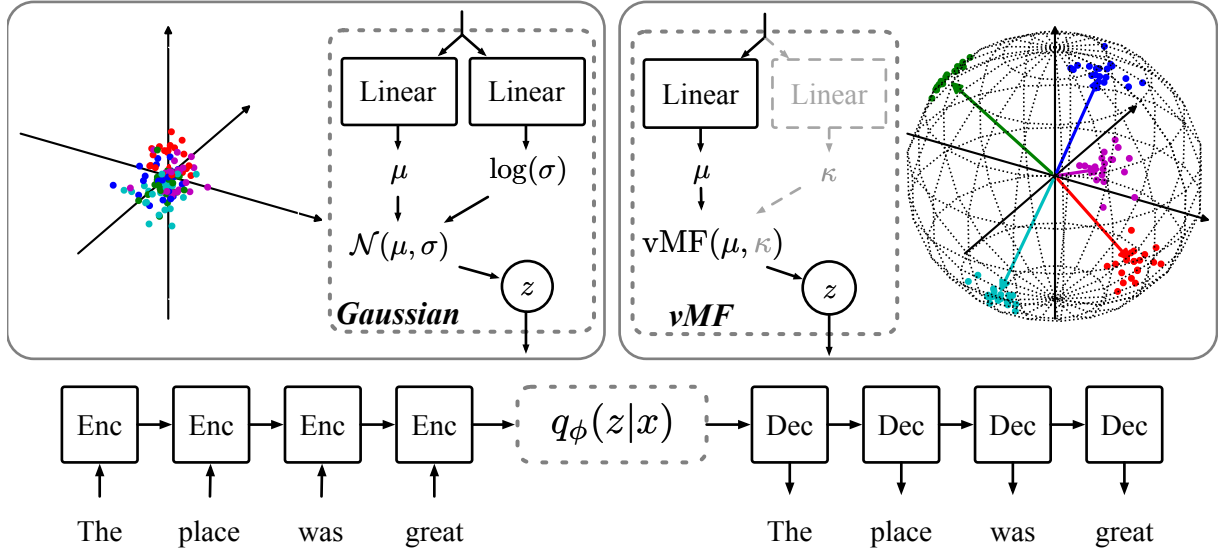 Linear Linear
μ log(σ)
𝒩(μ, σ)
z
Gaussian
Linear Linear
μ κ
vMF(μ, κ)
z
vMF
Enc Enc Enc Enc qϕ(z|x) Dec Dec Dec Dec
The place was great The place was great